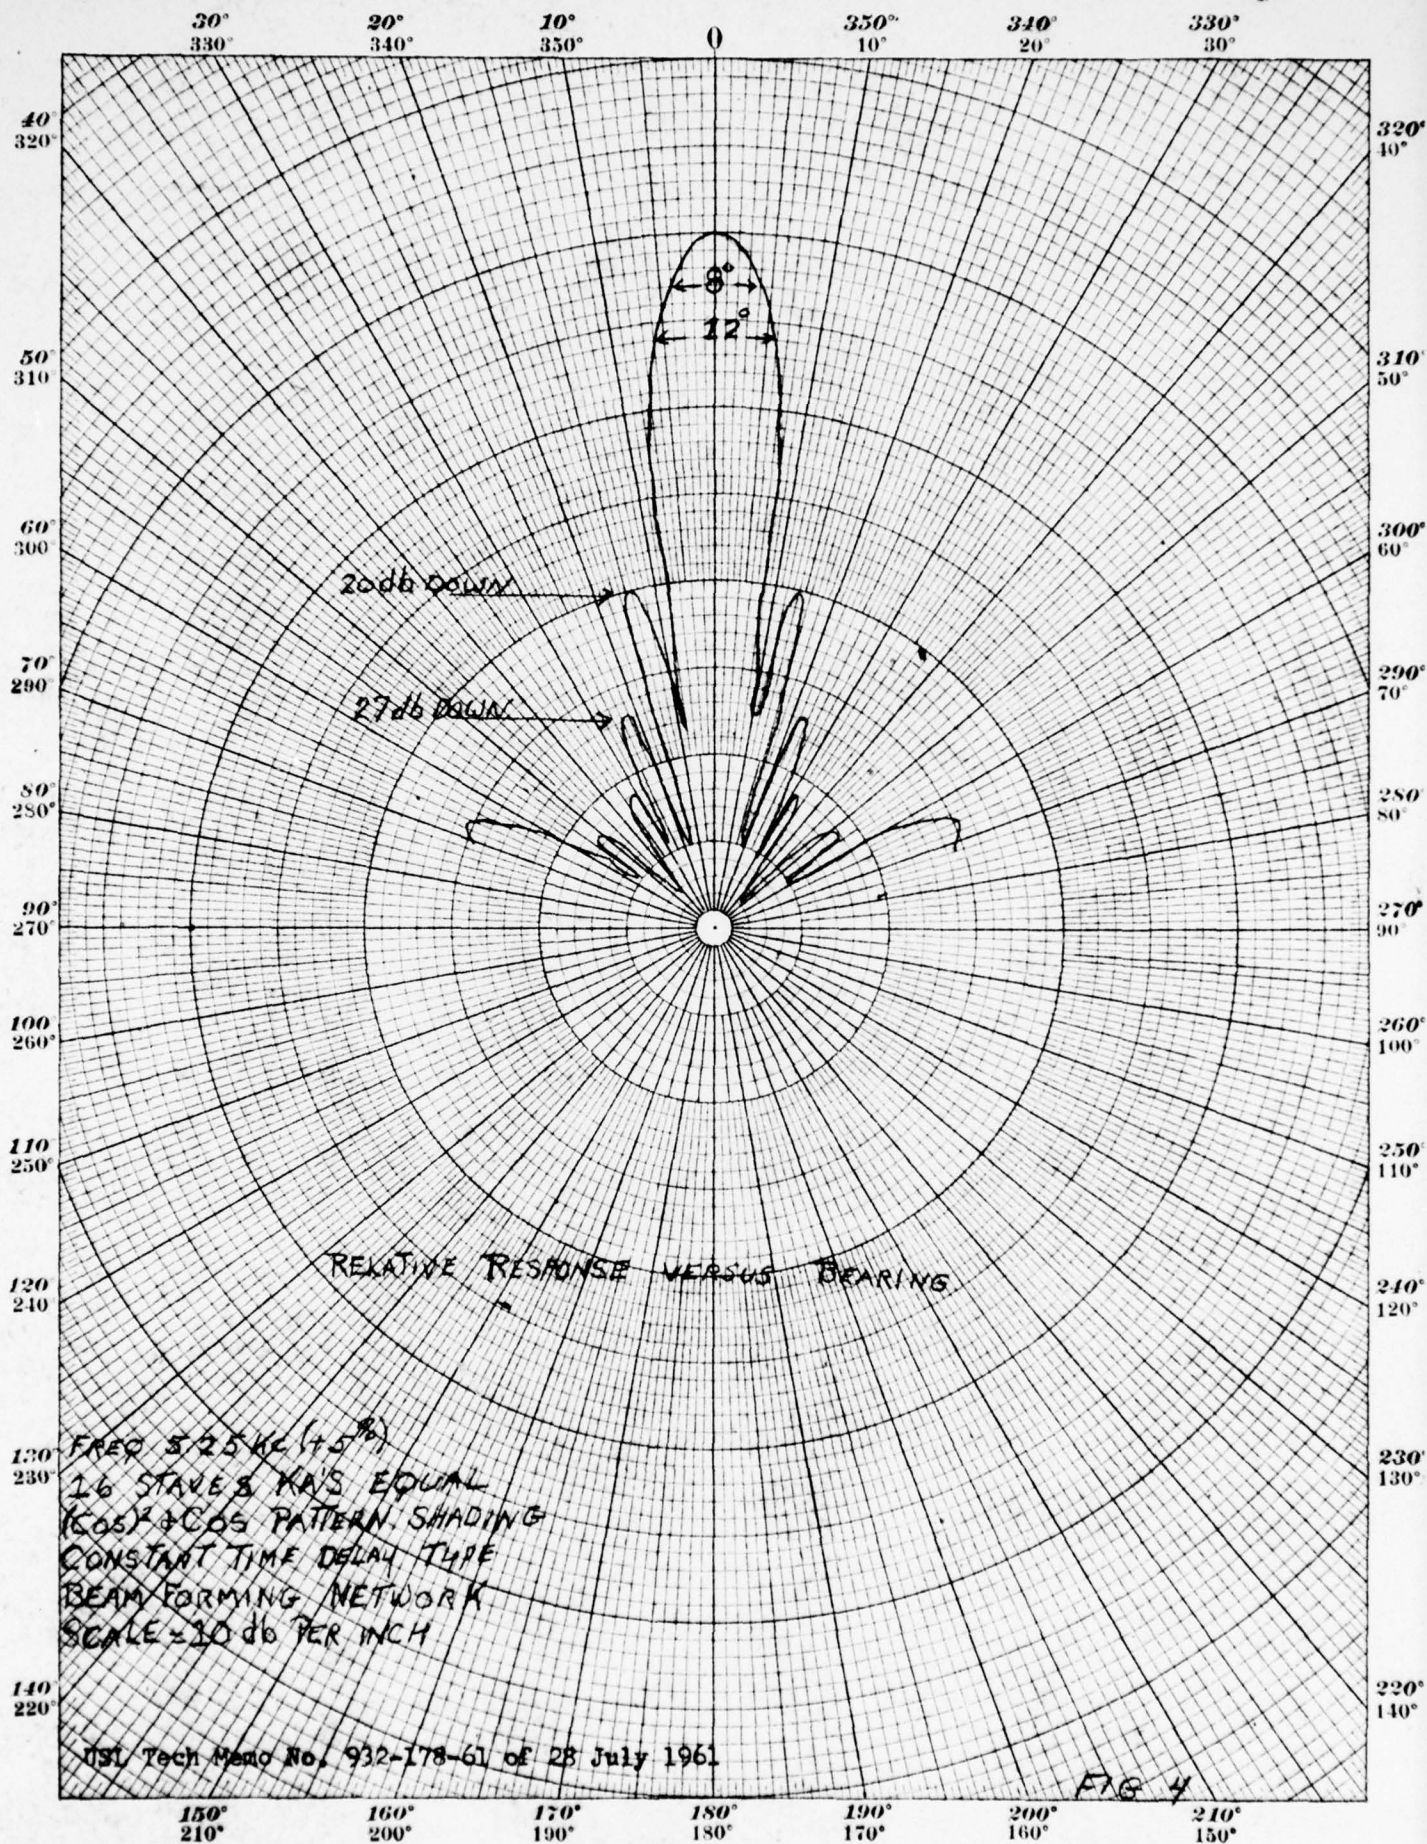 30° 20° 10° 0 350° 340° 330°
330° 340° 350° 10° 20° 30°
40° 320°
320° 40°
8°
12°
50° 310°
310 50°
60° 300°
300° 60°
20db DOWN
70° 290°
290° 70°
27db DOWN
80° 280
280° 80°
90° 270°
270° 90°
100 260°
260° 100°
110 250
250° 110°
RELATIVE RESPONSE VERSUS BEARING
120 240°
240 120°
FREQ 5.25 KC (+5%)
130° 230
230° 130°
16 STAVES KA'S EQUAL
(COS)² + COS PATTERN SHADING
CONSTANT TIME DELAY TYPE
BEAM FORMING NETWORK
SCALE = 10 db PER INCH
140° 220°
220° 140°
USL Tech Memo No. 932-178-61 of 28 July 1961
FIG 4
150° 160° 170° 180° 190° 200° 210°
210° 200° 190° 180° 170° 160° 150°